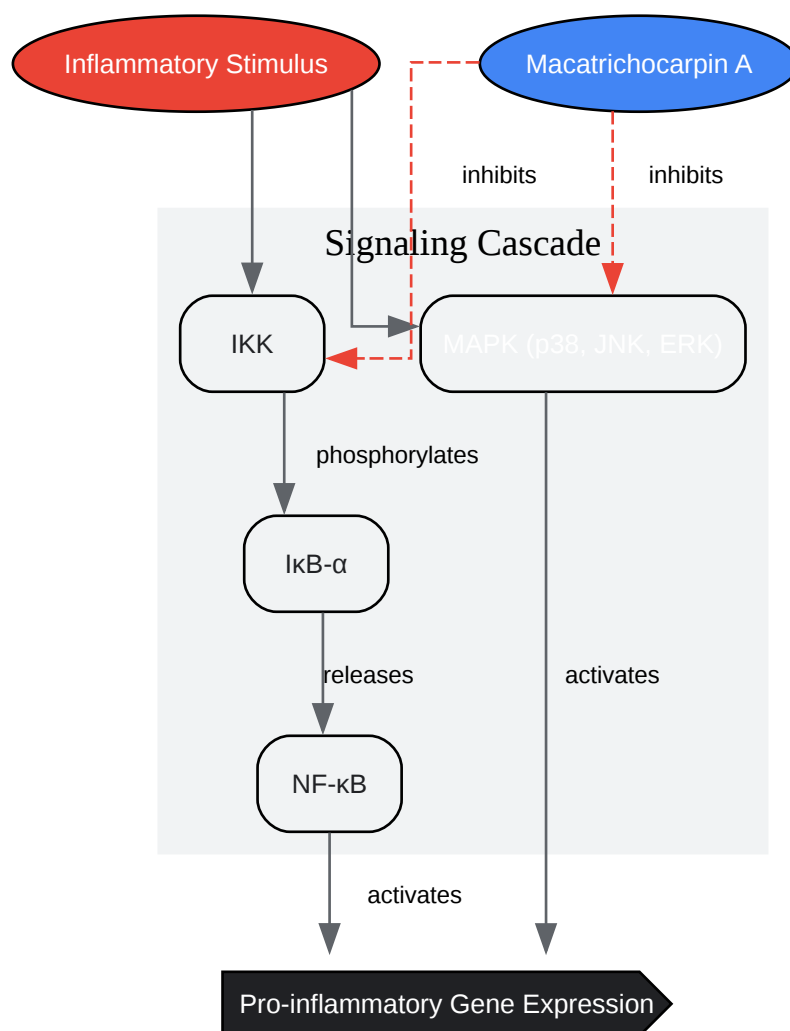 Inflammatory Stimulus
Macatrichocarpin A
inhibits
inhibits
Signaling Cascade
IKK
MAPK (p38, JNK, ERK)
phosphorylates
IκB-α
releases
activates
NF-κB
activates
Pro-inflammatory Gene Expression